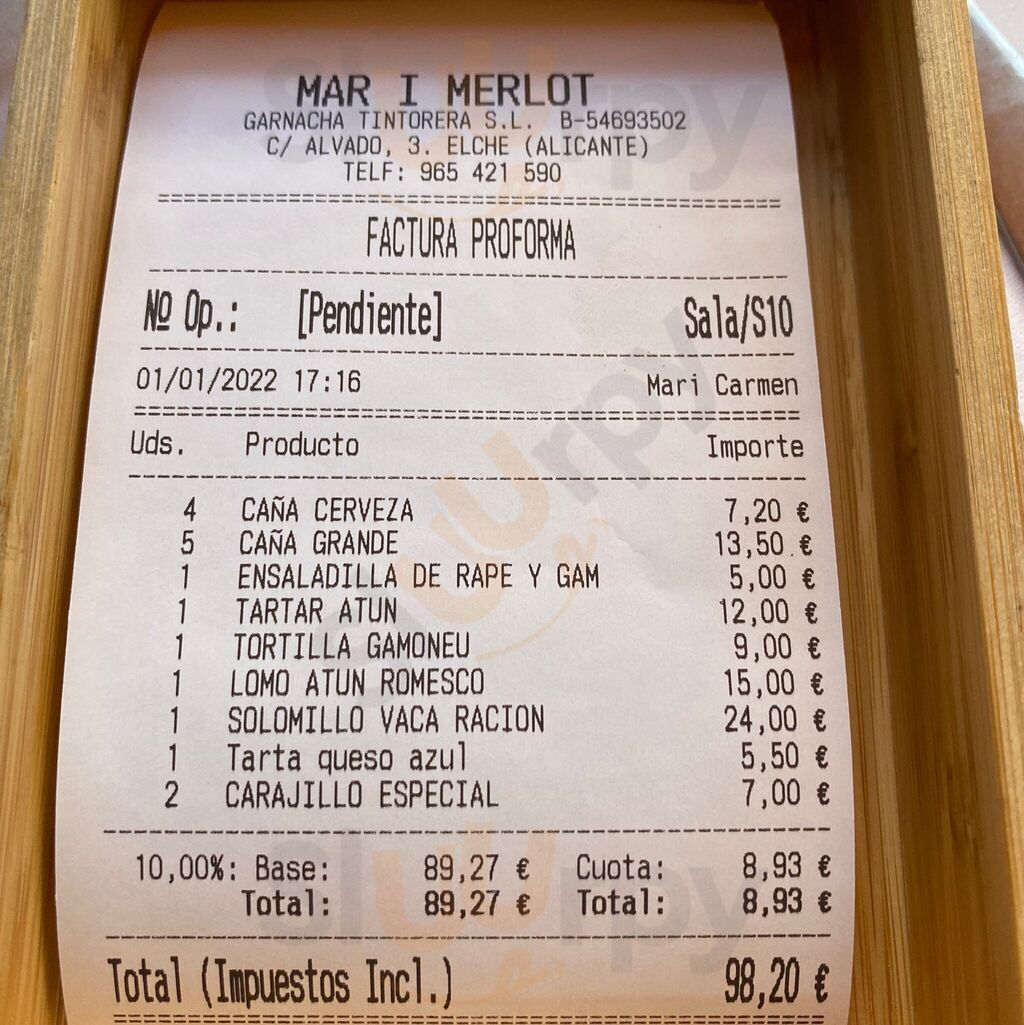 MAR I MERLOT
GARNACHA TINTORERA S.L. B-54693502
C/ ALVADO, 3. ELCHE (ALICANTE)
TELF: 965 421 590
FACTURA PROFORMA
Nº Op.: [Pendiente] Sala/S10
01/01/2022 17:16 Mari Carmen
Uds. Producto Importe
4 CAÑA CERVEZA 7,20 €
5 CAÑA GRANDE 13,50 €
1 ENSALADILLA DE RAPE Y GAM 5,00 €
1 TARTAR ATUN 12,00 €
1 TORTILLA GAMONEU 9,00 €
1 LOMO ATUN ROMESCO 15,00 €
1 SOLOMILLO VACA RACION 24,00 €
1 Tarta queso azul 5,50 €
2 CARAJILLO ESPECIAL 7,00 €
10,00%: Base: 89,27 € Cuota: 8,93 €
Total: 89,27 € Total: 8,93 €
Total (Impuestos Incl.) 98,20 €
slurpy
slurpy
slurpy